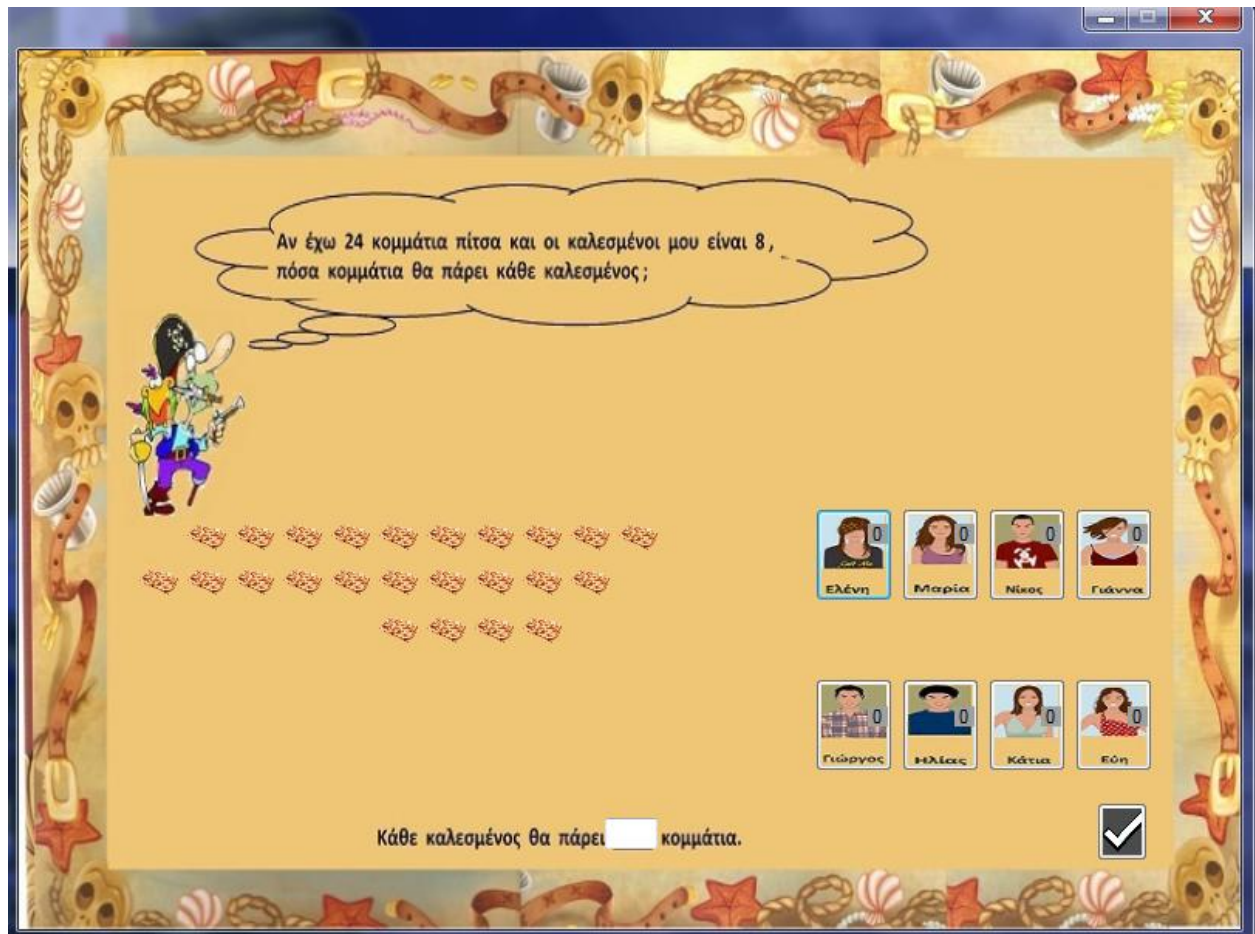 Αν έχω 24 κομμάτια πίτσα και οι καλεσμένοι μου είναι 8,
πόσα κομμάτια θα πάρει κάθε καλεσμένος;
0 0 0 0
Ελένη Μαρία Νίκος Γιάννα
0 0 0 0
Γιώργος Ηλίας Κάτια Εύη
Κάθε καλεσμένος θα πάρει κομμάτια.